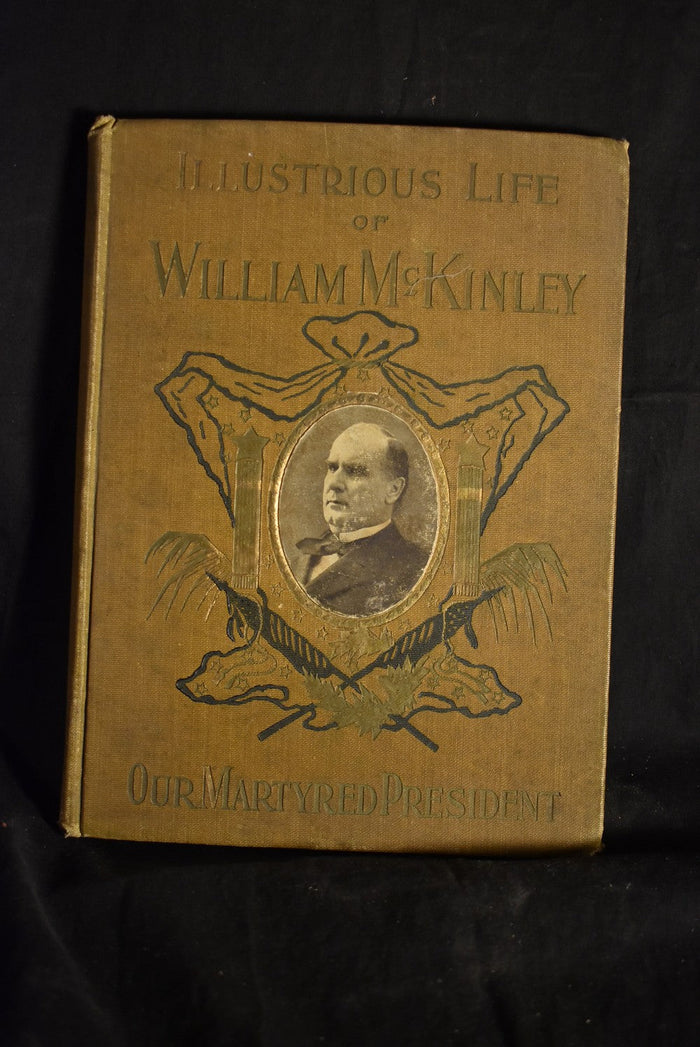 Illustrious Life
of
William McKinley
Our Martyred President